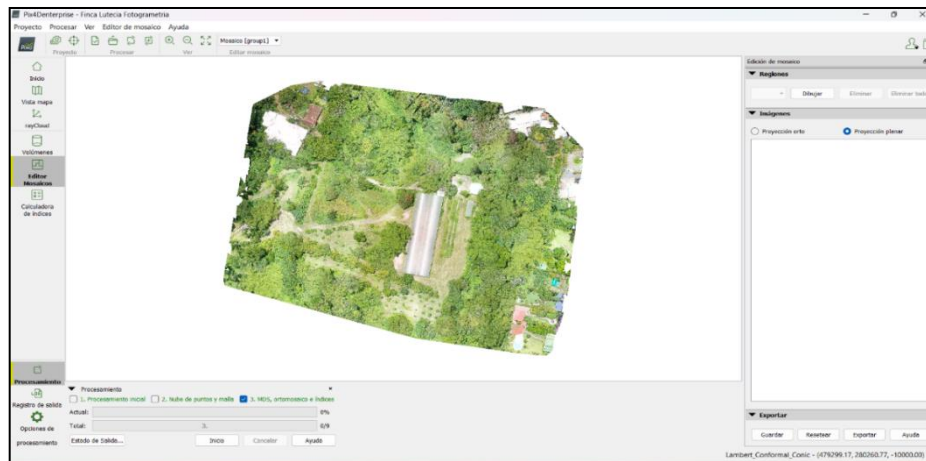 Pix4Denterprise - Finca Lutecia Fotogrametria
Proyecto Procesar Ver Editor de mosaico Ayuda
Mosaico (group1)
Proyecto Procesar Ver Editar mosaico
Inicio
Vista mapa
rayCloud
Volúmenes
Editor
Mosaicos
Calculadora
de índices
Procesamiento
Registro de salida
Opciones de
procesamiento
Procesamiento
1. Procesamiento inicial 2. Nube de puntos y malla 3. MDS, ortomosaico e índices
Actual: 0%
Total: 3. 0/9
Estado de Salida... Inicio Cancelar Ayuda
Edición de mosaico
Regiones
Dibujar Eliminar Eliminar todo
Imágenes
Proyección orto Proyección planar
Exportar
Guardar Resetear Exportar Ayuda
Lambert_Conformal_Conic - (479299.17, 280260.77, -10000.00)